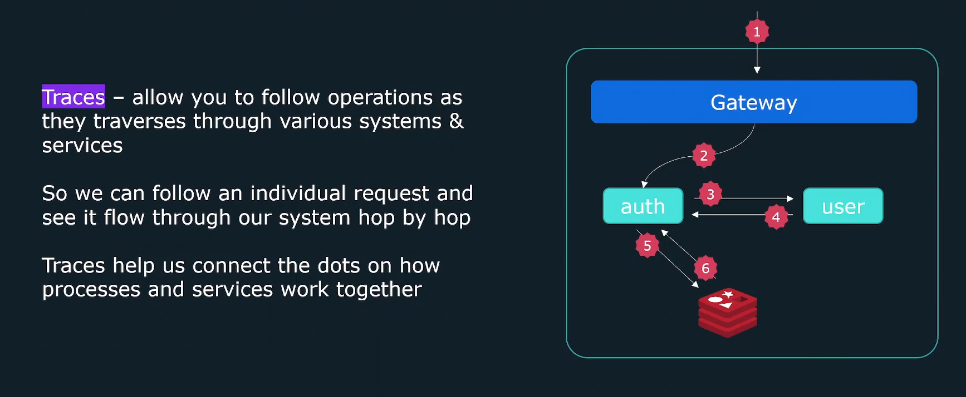 Traces – allow you to follow operations as
they traverses through various systems &
services
So we can follow an individual request and
see it flow through our system hop by hop
Traces help us connect the dots on how
processes and services work together
1
Gateway
2
auth
3
4
user
5
6